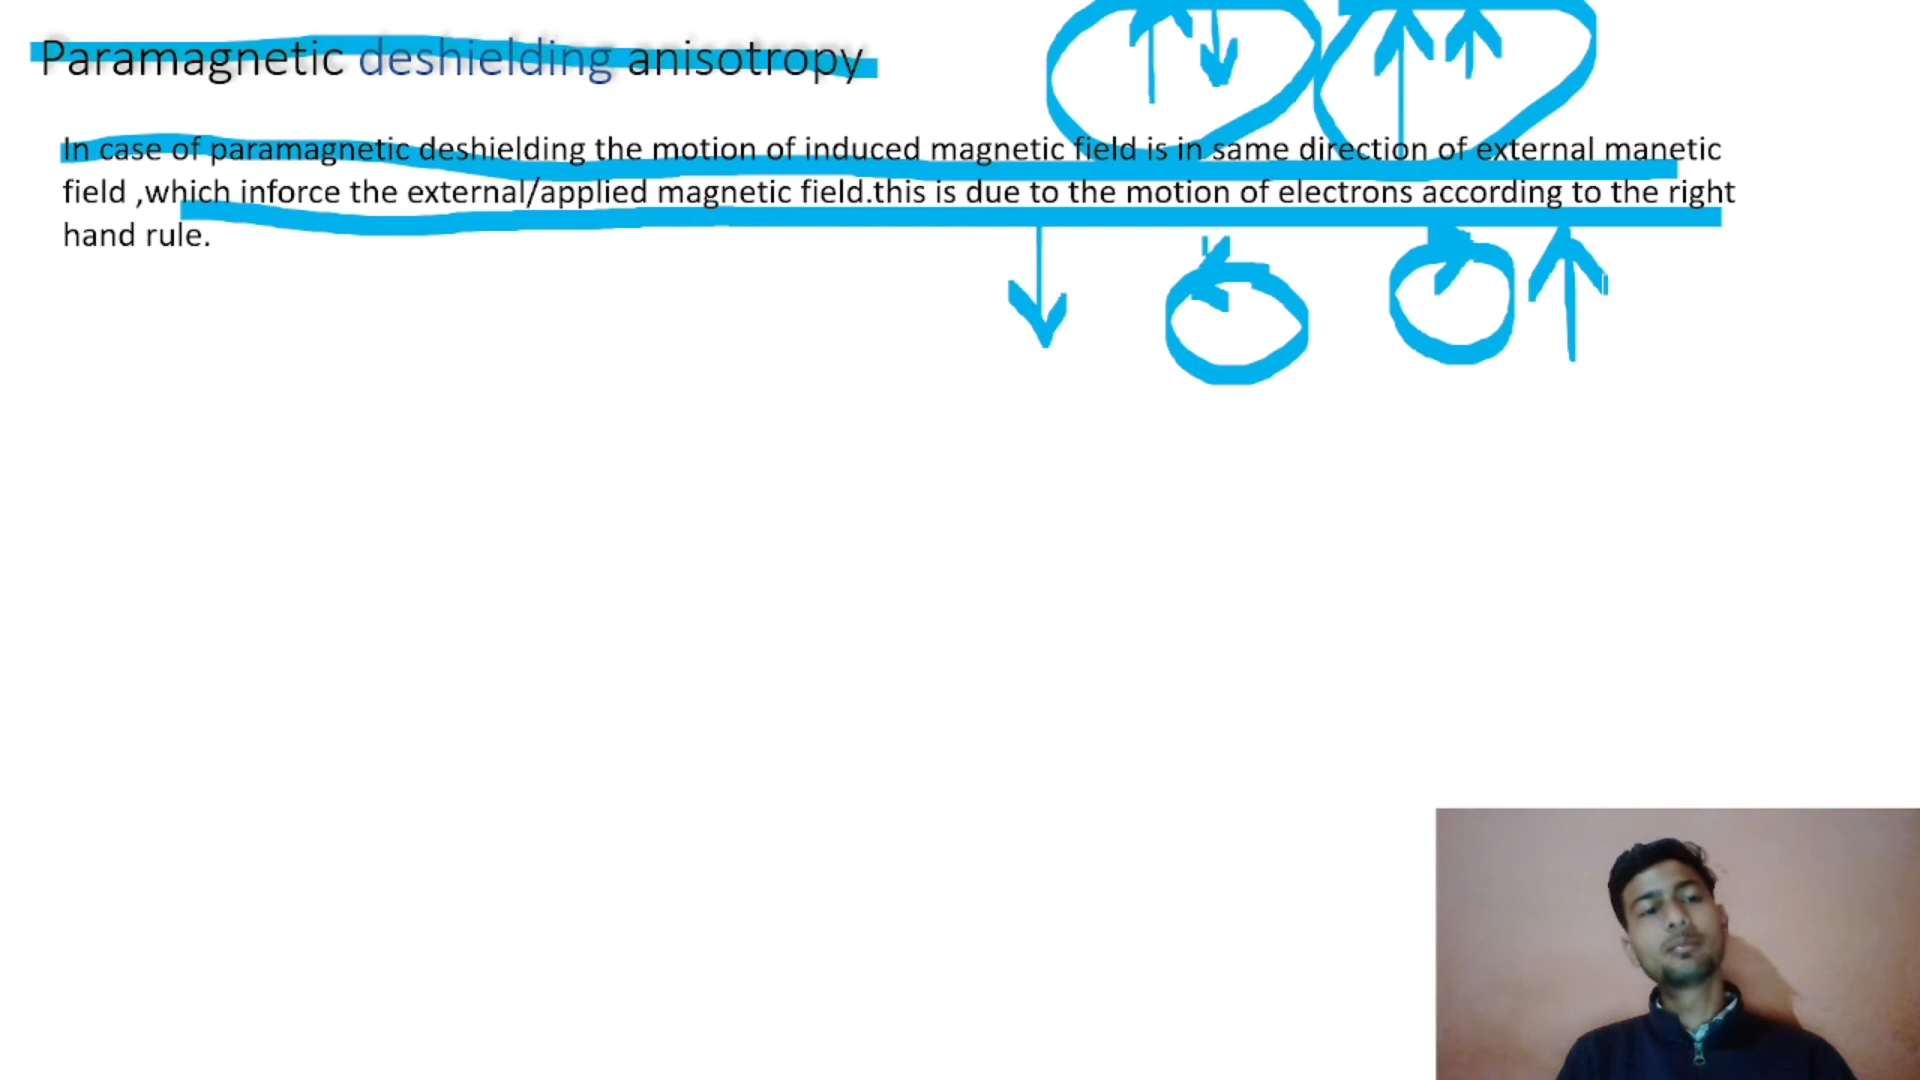 Paramagnetic deshielding anisotropy
In case of paramagnetic deshielding the motion of induced magnetic field is in same direction of external manetic
field ,which inforce the external/applied magnetic field.this is due to the motion of electrons according to the right
hand rule.